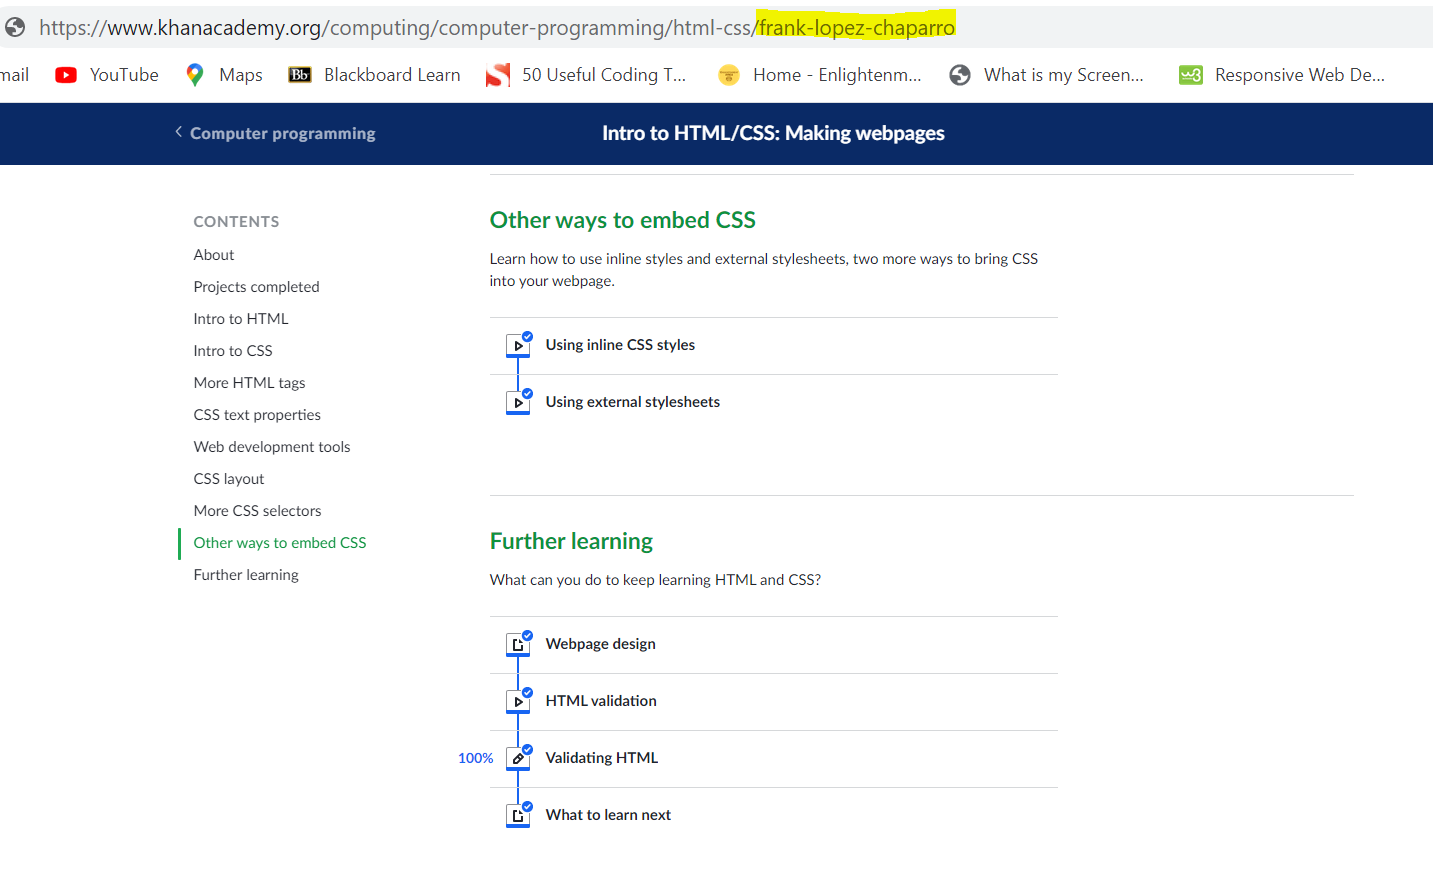 https://www.khanacademy.org/computing/computer-programming/html-css/frank-lopez-chaparro
mail YouTube Maps Bb Blackboard Learn 50 Useful Coding T... Home - Enlightenm... What is my Screen... w3 Responsive Web De...
Computer programming
Intro to HTML/CSS: Making webpages
CONTENTS
About
Projects completed
Intro to HTML
Intro to CSS
More HTML tags
CSS text properties
Web development tools
CSS layout
More CSS selectors
Other ways to embed CSS
Further learning
Other ways to embed CSS
Learn how to use inline styles and external stylesheets, two more ways to bring CSS
into your webpage.
Using inline CSS styles
Using external stylesheets
Further learning
What can you do to keep learning HTML and CSS?
Webpage design
HTML validation
100% Validating HTML
What to learn next